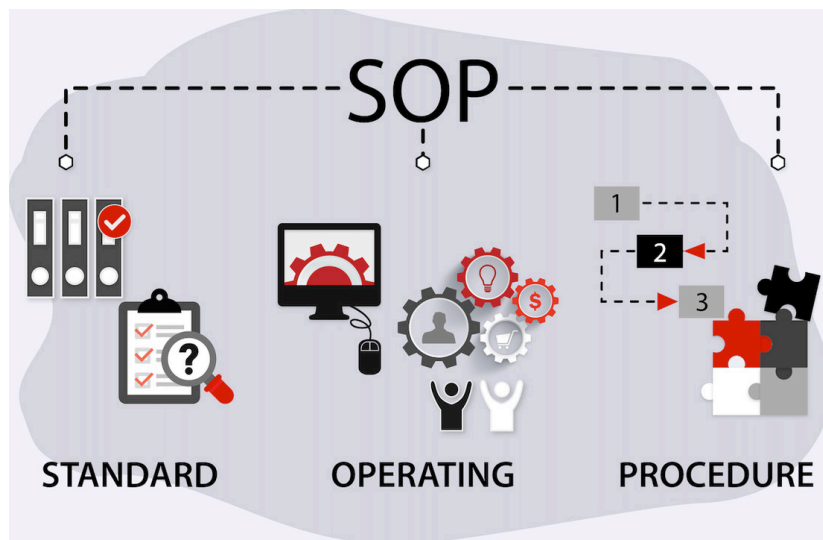 SOP
1
2
3
?
$
STANDARD
OPERATING
PROCEDURE